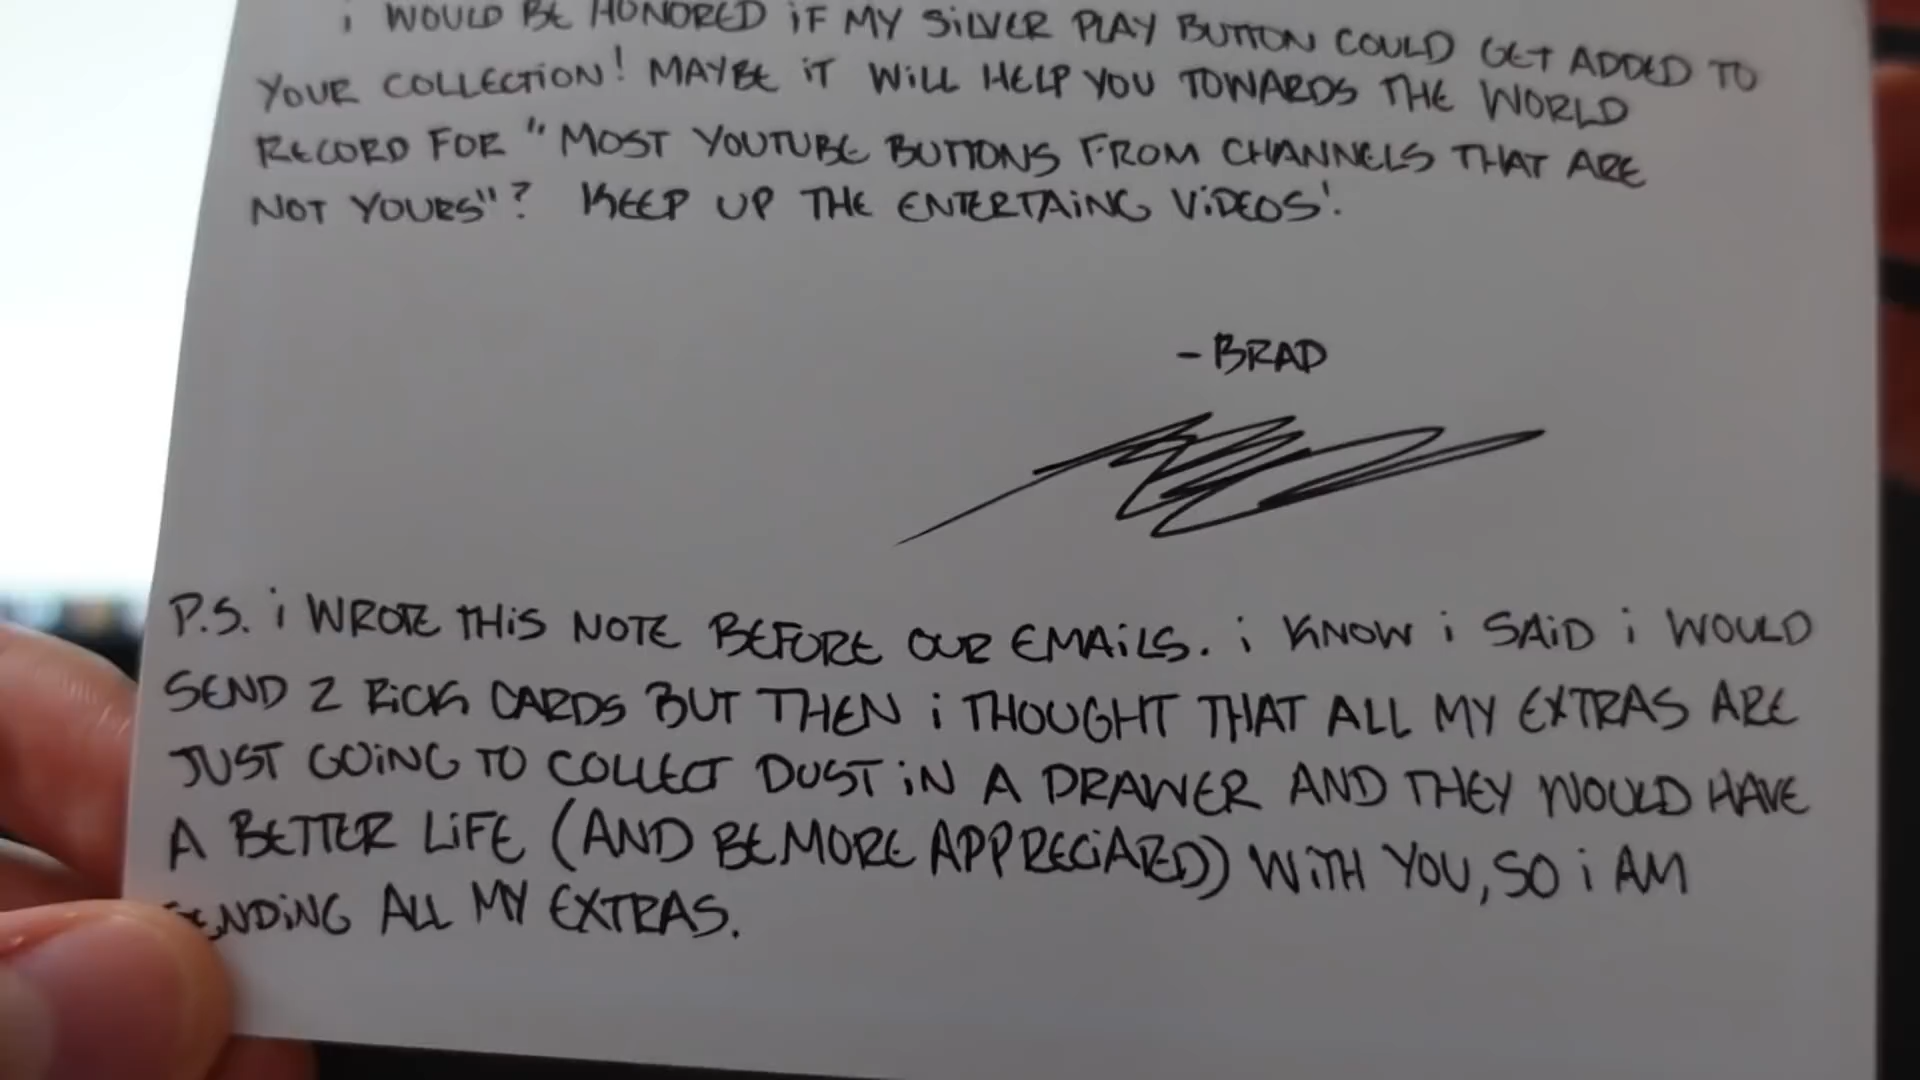 i WOULD BE HONORED iF MY SiLVER PLAY BUTTON COULD GET ADDED TO
YOUR COLLECTION! MAYBE iT WiLL HELP YOU TOWARDS THE WORLD
RECORD FOR "MOST YOUTUBE BUTTONS FROM CHANNELS THAT ARE
NOT YOURS"? KEEP UP THE ENTERTAiNG ViDEOS!
- BRAD
P.S. i WROTE THiS NOTE BEFORE OUR EMAiLS. i KNOW i SAiD i WOULD
SEND 2 RiCKS CARDS BUT THEN i THOUGHT THAT ALL MY EXTRAS ARE
JUST GOiNG TO COLLECT DUST iN A DRAWER AND THEY WOULD HAVE
A BETTER LiFE (AND BE MORE APPRECiATED) WiTH YOU, SO i AM
SENDiNG ALL MY EXTRAS.